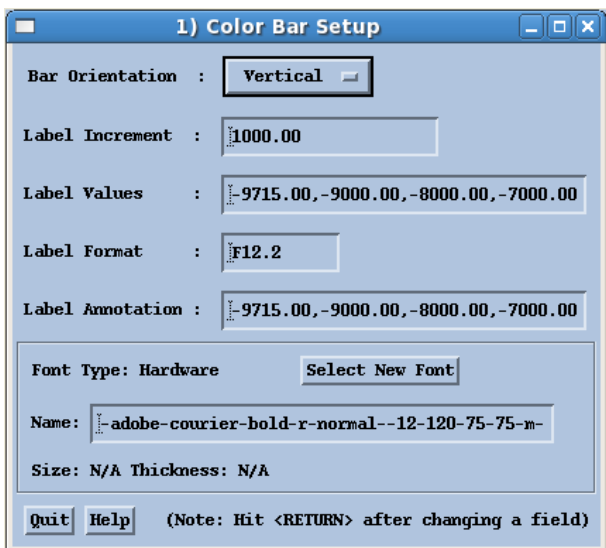 1) Color Bar Setup
Bar Orientation : Vertical
Label Increment : 1000.00
Label Values : -9715.00,-9000.00,-8000.00,-7000.00
Label Format : F12.2
Label Annotation : -9715.00,-9000.00,-8000.00,-7000.00
Font Type: Hardware Select New Font
Name: -adobe-courier-bold-r-normal--12-120-75-75-m-
Size: N/A Thickness: N/A
Quit Help (Note: Hit <RETURN> after changing a field)